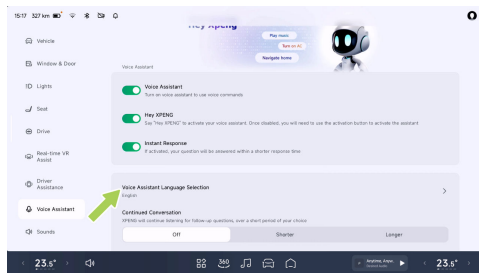 15:17 327 km
Hey Xpeng
Play music
Turn on AC
Navigate home
Vehicle
Window & Door
Lights
Seat
Drive
Real-time VR
Assist
Driver
Assistance
Voice Assistant
Sounds
Voice Assistant
Voice Assistant
Turn on voice assistant to use voice commands
Hey XPENG
Say "Hey XPENG" to activate your voice assistant. Once disabled, you will need to use the activation button to activate the assistant
Instant Response
If activated, your question will be answered within a shorter response time
Voice Assistant Language Selection
English
Continued Conversation
XPENG will continue listening for follow-up questions, over a short period of your choice
Off Shorter Longer
23.5° 360 Anytime, Anyw. 23.5°